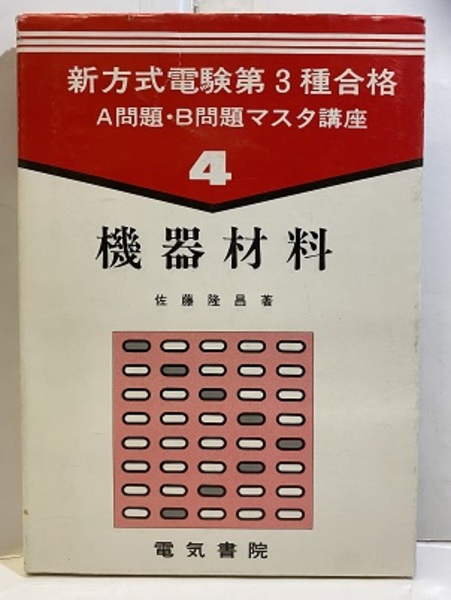 新方式電験第3種合格
A問題・B問題マスタ講座
4
機器材料
佐藤隆昌著
電気書院